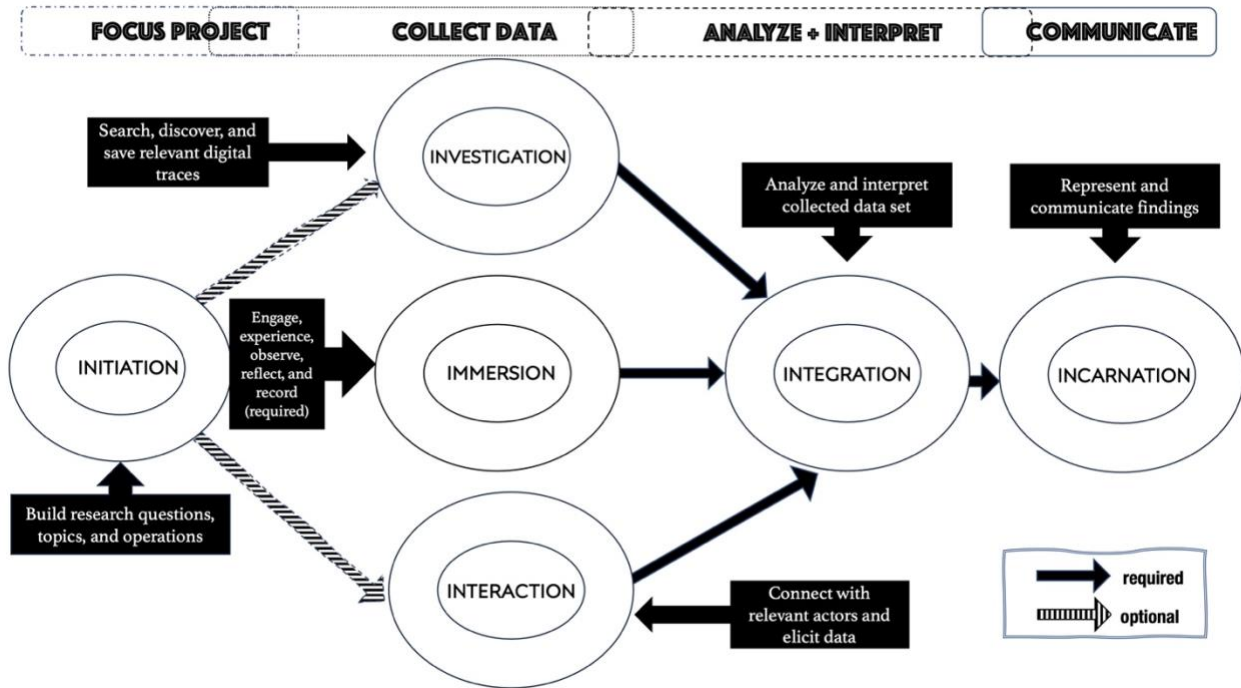 FOCUS PROJECT
COLLECT DATA
ANALYZE + INTERPRET
COMMUNICATE
Search, discover, and
save relevant digital
traces
INVESTIGATION
Analyze and interpret
collected data set
Represent and
communicate findings
INITIATION
Engage,
experience,
observe,
reflect, and
record
(required)
IMMERSION
INTEGRATION
INCARNATION
Build research questions,
topics, and operations
INTERACTION
Connect with
relevant actors and
elicit data
required
optional